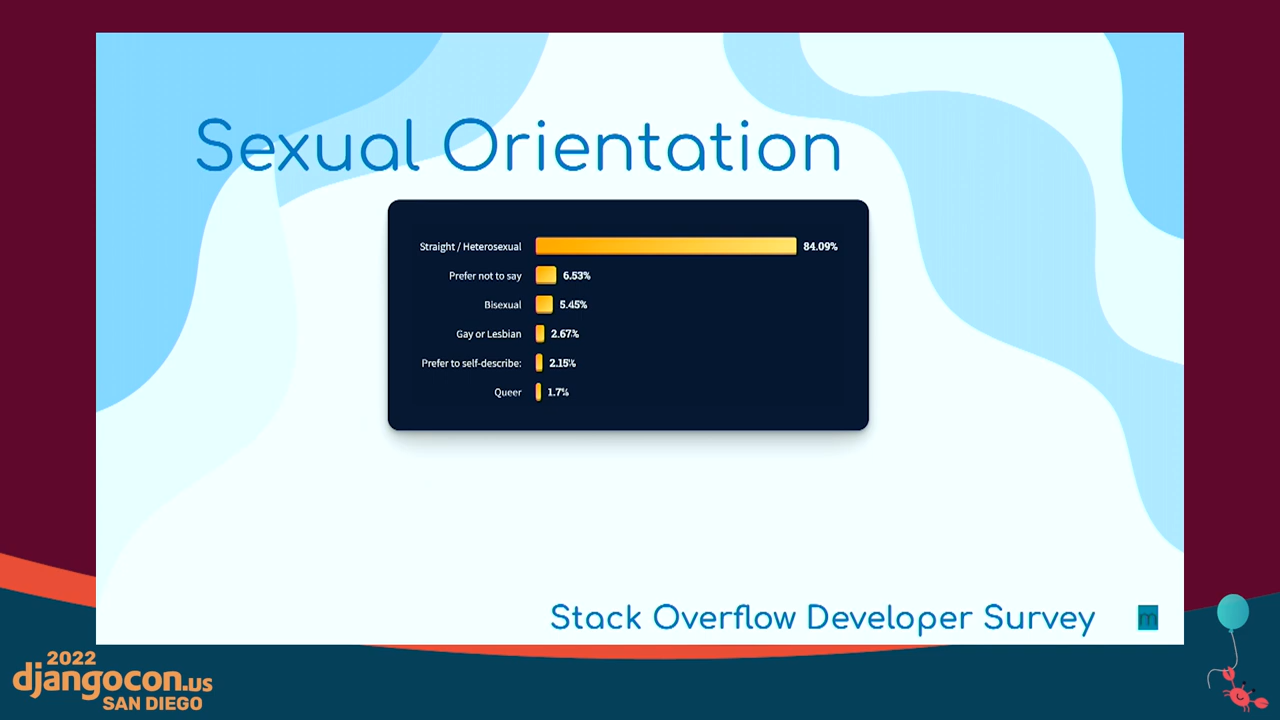 Sexual Orientation
Straight / Heterosexual 84.09%
Prefer not to say 6.53%
Bisexual 5.45%
Gay or Lesbian 2.67%
Prefer to self-describe: 2.15%
Queer 1.7%
Stack Overflow Developer Survey
m
2022
djangocon.us
SAN DIEGO